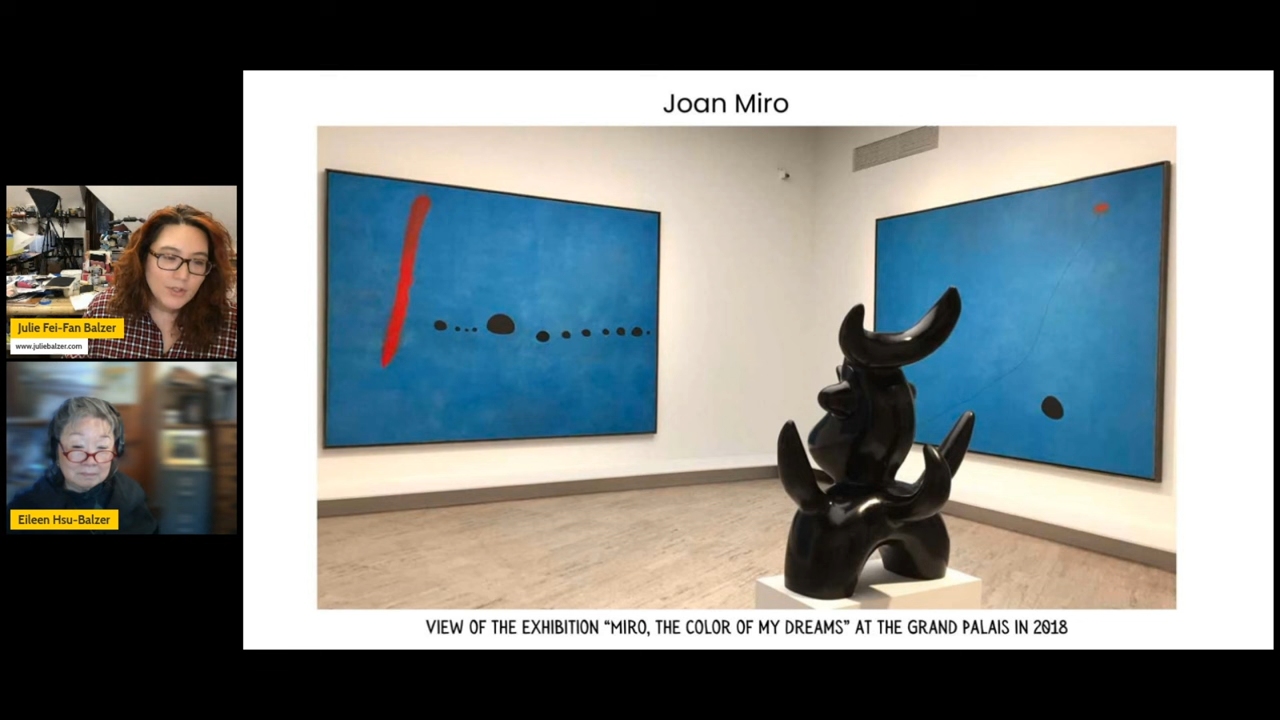 Joan Miro
Julie Fei-Fan Balzer
www.juliebalzer.com
Eileen Hsu-Balzer
VIEW OF THE EXHIBITION “MIRO, THE COLOR OF MY DREAMS” AT THE GRAND PALAIS IN 2018